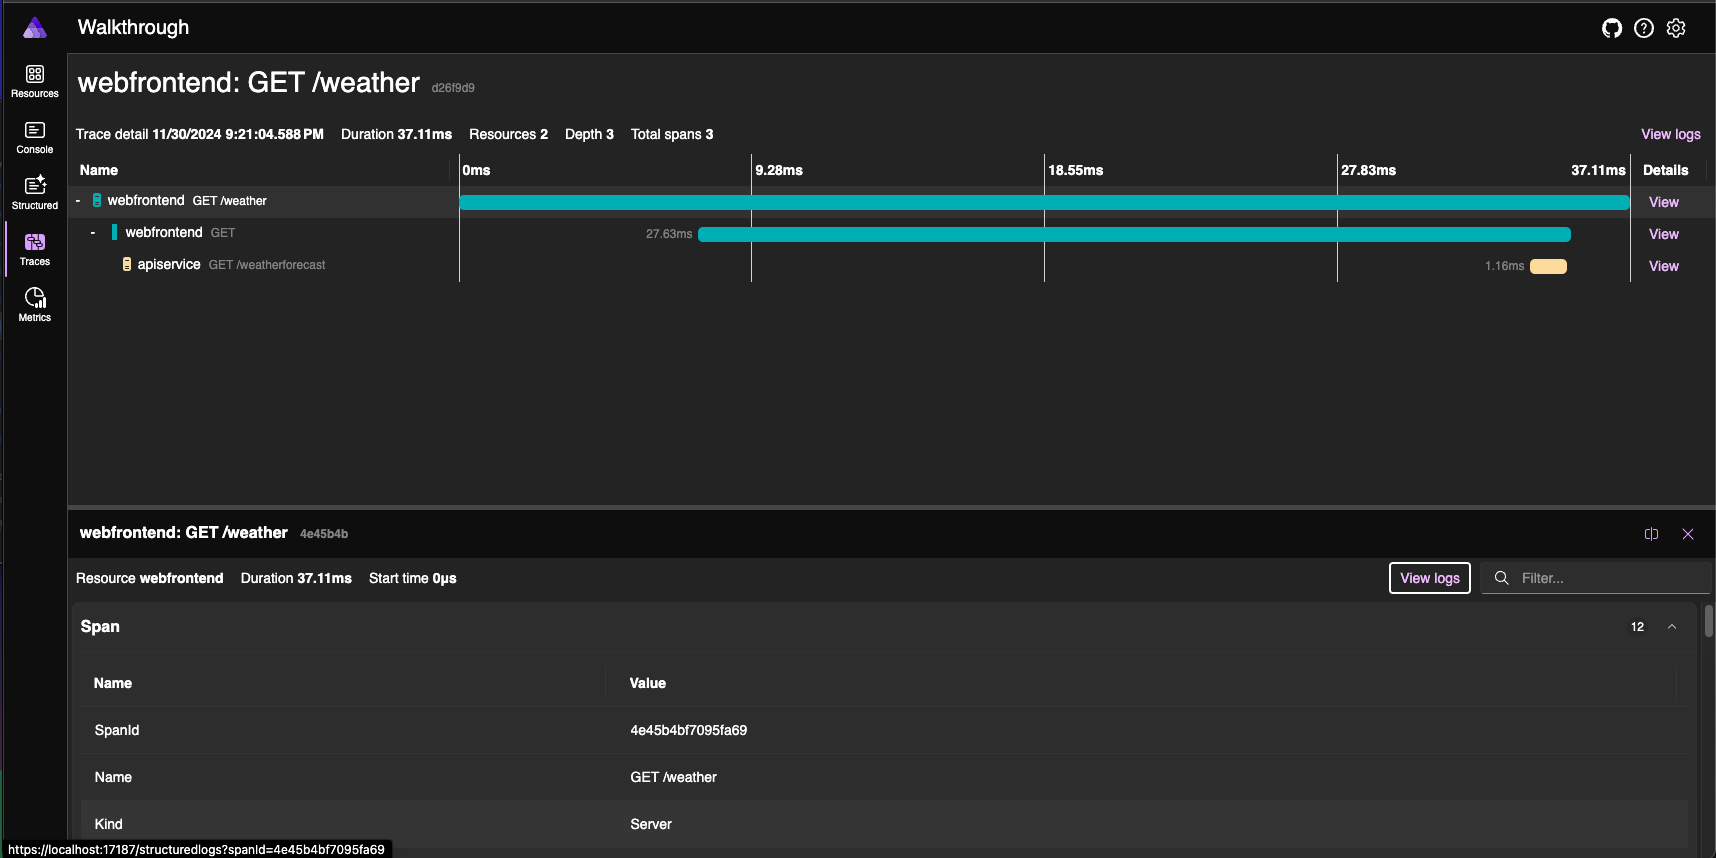 Walkthrough
Resources
Console
Structured
Traces
Metrics
webfrontend: GET /weather d26f9d9
Trace detail 11/30/2024 9:21:04.588 PM Duration 37.11ms Resources 2 Depth 3 Total spans 3 View logs
Name 0ms 9.28ms 18.55ms 27.83ms 37.11ms Details
- webfrontend GET /weather View
- webfrontend GET 27.63ms View
apiservice GET /weatherforecast 1.16ms View
webfrontend: GET /weather 4e45b4b
Resource webfrontend Duration 37.11ms Start time 0μs View logs Filter...
Span 12
Name Value
SpanId 4e45b4bf7095fa69
Name GET /weather
Kind Server
https://localhost:17187/structuredlogs?spanId=4e45b4bf7095fa69